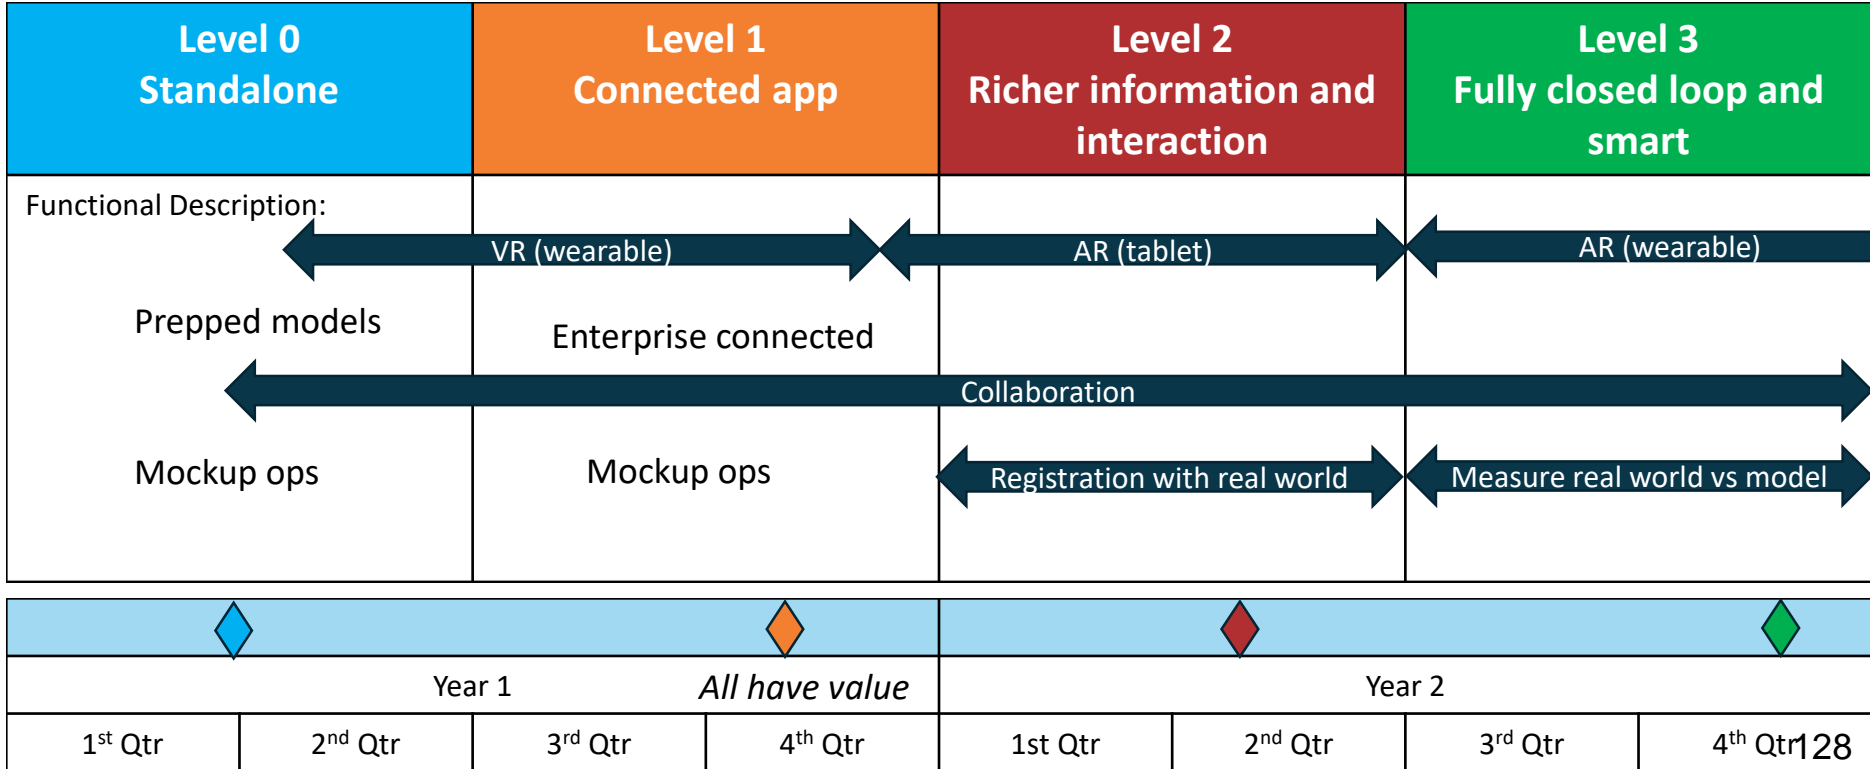 Level 0
Standalone
Level 1
Connected app
Level 2
Richer information and
interaction
Level 3
Fully closed loop and
smart
Functional Description:
VR (wearable)
AR (tablet)
AR (wearable)
Prepped models
Enterprise connected
Collaboration
Mockup ops
Mockup ops
Registration with real world
Measure real world vs model
Year 1
All have value
Year 2
1st Qtr
2nd Qtr
3rd Qtr
4th Qtr
1st Qtr
2nd Qtr
3rd Qtr
4th Qtr
128